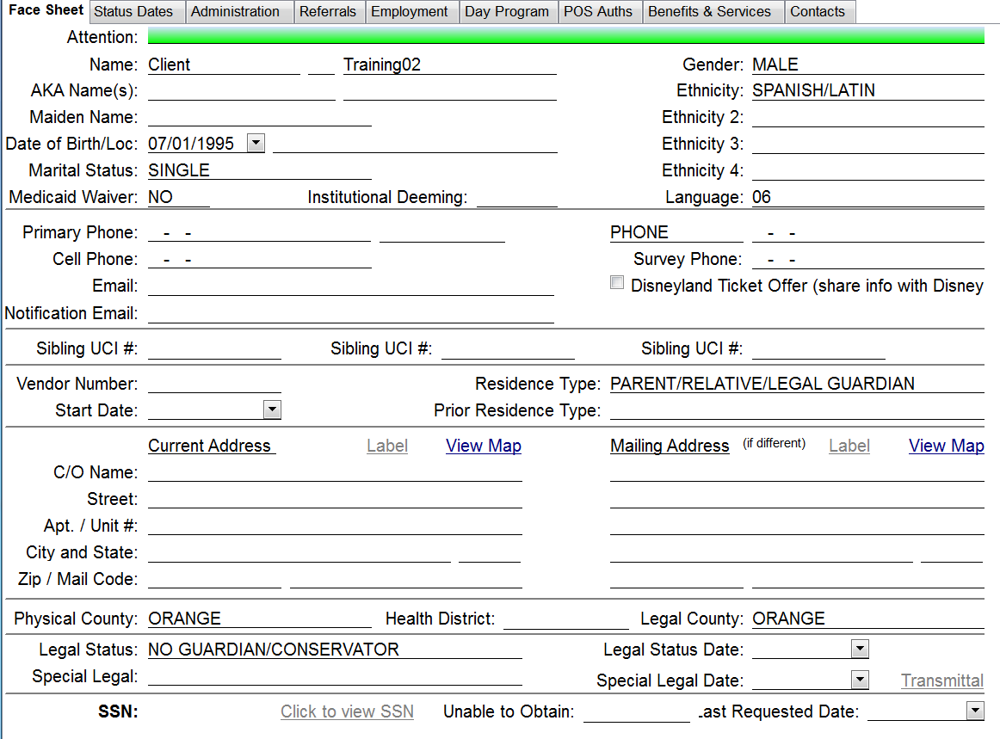 Face Sheet Status Dates Administration Referrals Employment Day Program POS Auths Benefits & Services Contacts
Attention:
Name: Client Training02 Gender: MALE
AKA Name(s): Ethnicity: SPANISH/LATIN
Maiden Name: Ethnicity 2:
Date of Birth/Loc: 07/01/1995 Ethnicity 3:
Marital Status: SINGLE Ethnicity 4:
Medicaid Waiver: NO Institutional Deeming: Language: 06
Primary Phone: - - PHONE - -
Cell Phone: - - Survey Phone: - -
Email: Disneyland Ticket Offer (share info with Disney
Notification Email:
Sibling UCI #: Sibling UCI #: Sibling UCI #:
Vendor Number: Residence Type: PARENT/RELATIVE/LEGAL GUARDIAN
Start Date: Prior Residence Type:
Current Address Label View Map Mailing Address (if different) Label View Map
C/O Name:
Street:
Apt. / Unit #:
City and State:
Zip / Mail Code:
Physical County: ORANGE Health District: Legal County: ORANGE
Legal Status: NO GUARDIAN/CONSERVATOR Legal Status Date:
Special Legal: Special Legal Date: Transmittal
SSN: Click to view SSN Unable to Obtain: Last Requested Date: